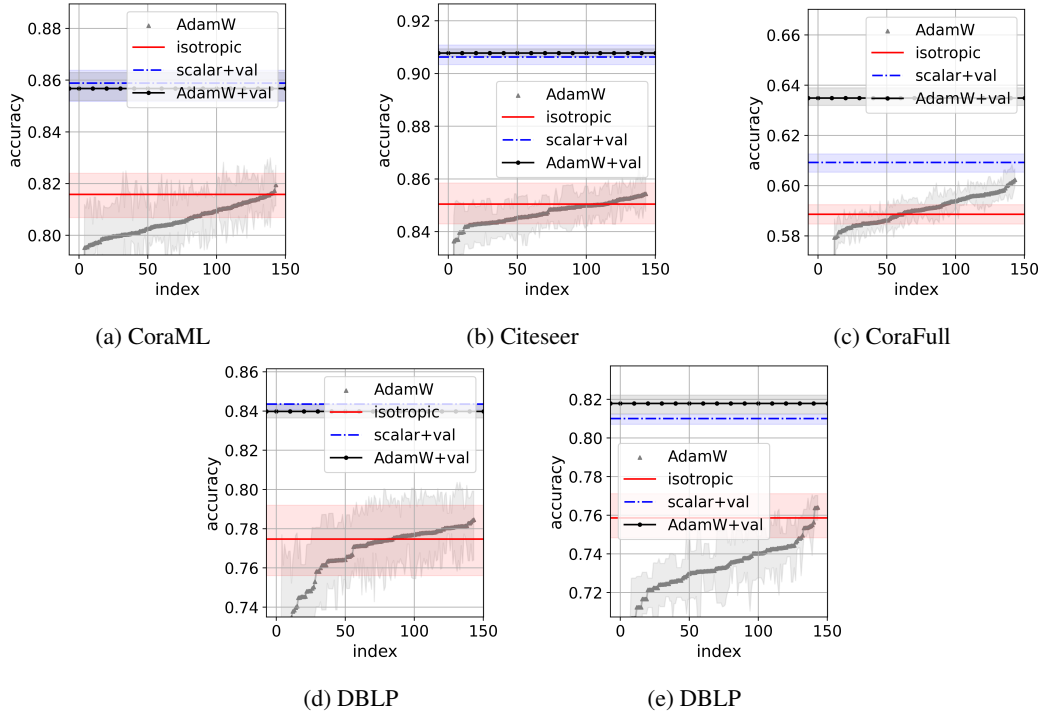 0.88
0.86
0.84
0.82
0.80
accuracy
0
50
100
150
index
AdamW
isotropic
scalar+val
AdamW+val
(a) CoraML
0.92
0.90
0.88
0.86
0.84
accuracy
0
50
100
150
index
AdamW
isotropic
scalar+val
AdamW+val
(b) Citeseer
0.66
0.64
0.62
0.60
0.58
accuracy
0
50
100
150
index
AdamW
isotropic
scalar+val
AdamW+val
(c) CoraFull
0.86
0.84
0.82
0.80
0.78
0.76
0.74
accuracy
0
50
100
150
index
AdamW
isotropic
scalar+val
AdamW+val
(d) DBLP
0.82
0.80
0.78
0.76
0.74
0.72
accuracy
0
50
100
150
index
AdamW
isotropic
scalar+val
AdamW+val
(e) DBLP